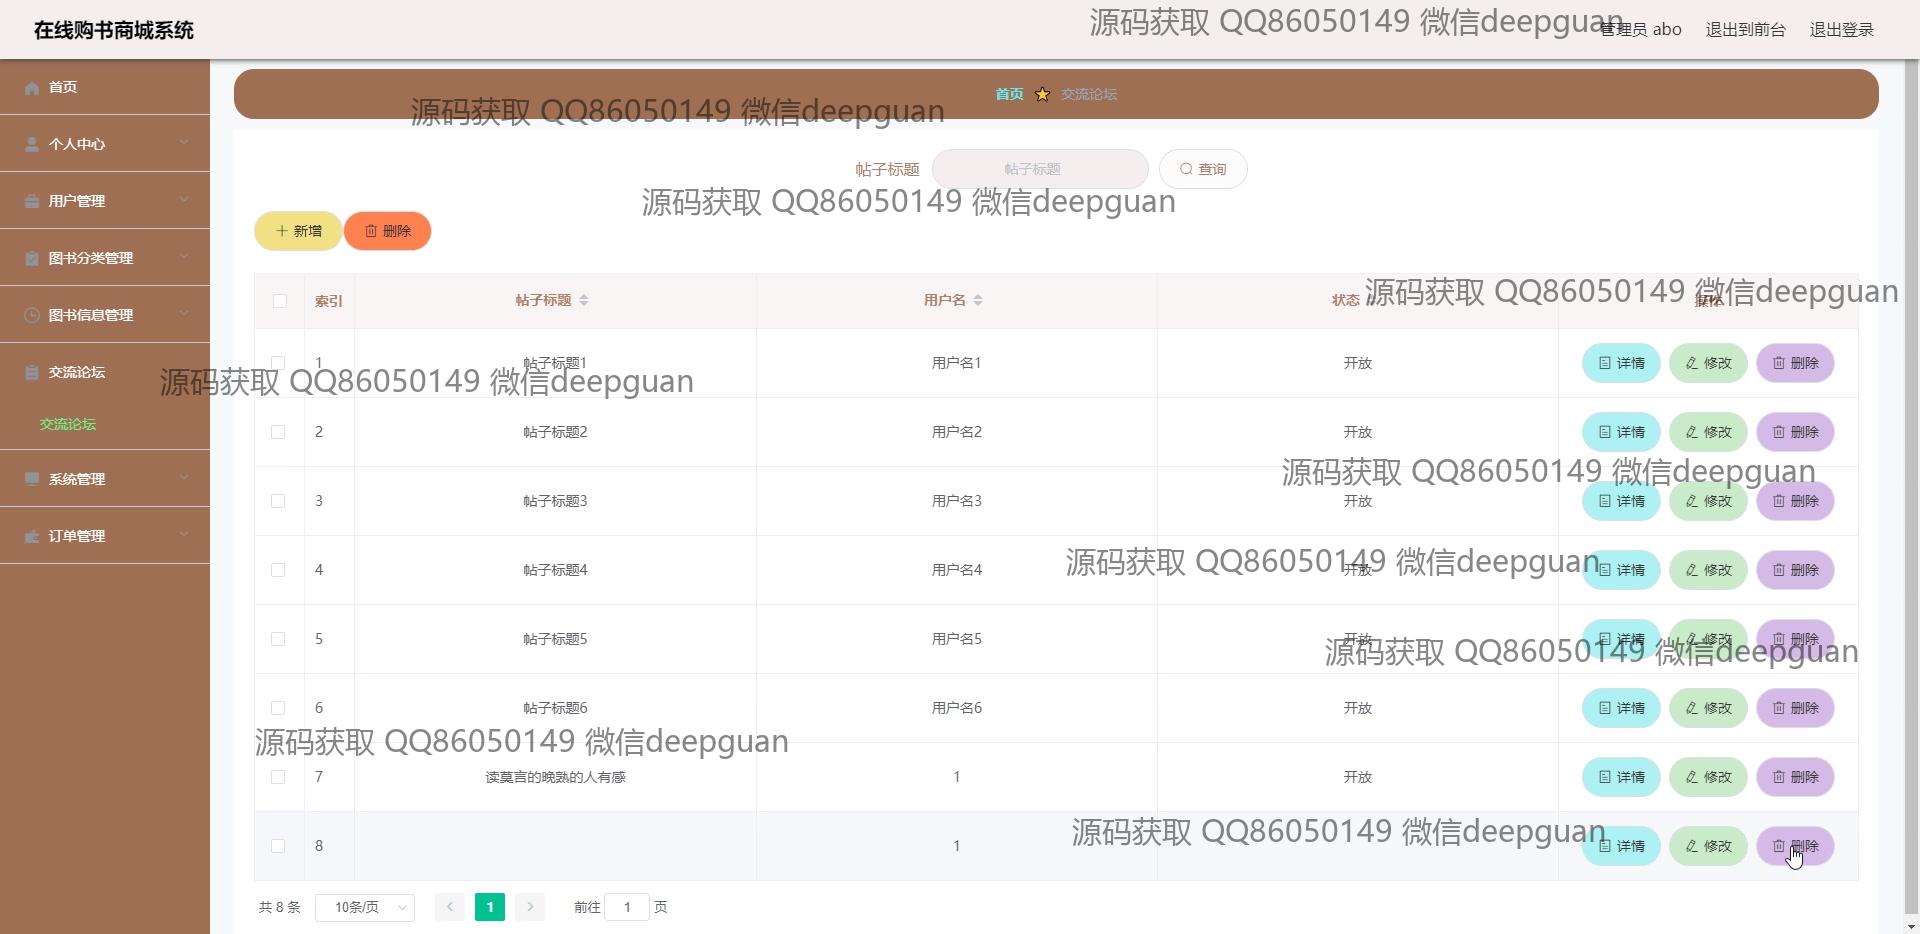 在线购书商城系统
源码获取 QQ86050149 微信deepguan
管理员 abo 退出到前台 退出登录
首页
个人中心
用户管理
图书分类管理
图书信息管理
交流论坛
交流论坛
系统管理
订单管理
首页 交流论坛
源码获取 QQ86050149 微信deepguan
帖子标题 帖子标题 查询
源码获取 QQ86050149 微信deepguan
新增 删除
索引 帖子标题 用户名 状态 操作
源码获取 QQ86050149 微信deepguan
1 帖子标题1 用户名1 开放 详情 修改 删除
源码获取 QQ86050149 微信deepguan
2 帖子标题2 用户名2 开放 详情 修改 删除
源码获取 QQ86050149 微信deepguan
3 帖子标题3 用户名3 开放 详情 修改 删除
源码获取 QQ86050149 微信deepguan
4 帖子标题4 用户名4 开放 详情 修改 删除
5 帖子标题5 用户名5 开放 详情 修改 删除
源码获取 QQ86050149 微信deepguan
6 帖子标题6 用户名6 开放 详情 修改 删除
源码获取 QQ86050149 微信deepguan
7 读莫言的晚熟的人有感 1 开放 详情 修改 删除
源码获取 QQ86050149 微信deepguan
8 1 详情 修改 删除
共 8 条 10条/页 1 前往 1 页